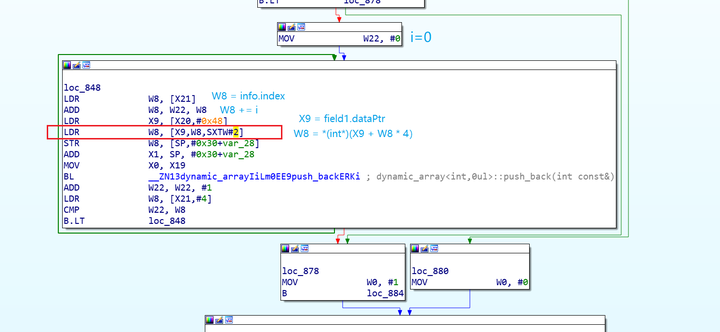 B.LT loc_878
MOV W22, #0 i=0
loc_848
LDR W8, [X21] W8 = info.index
ADD W8, W22, W8 W8 += i
LDR X9, [X20,#0x48] X9 = field1.dataPtr
LDR W8, [X9,W8,SXTW#2] W8 = *(int*)(X9 + W8 * 4)
STR W8, [SP,#0x30+var_28]
ADD X1, SP, #0x30+var_28
MOV X0, X19
BL __ZN13dynamic_arrayIiLm0EE9push_backERKi ; dynamic_array<int,0ul>::push_back(int const&)
ADD W22, W22, #1
LDR W8, [X21,#4]
CMP W22, W8
B.LT loc_848
loc_878
MOV W0, #1
B loc_884
loc_880
MOV W0, #0